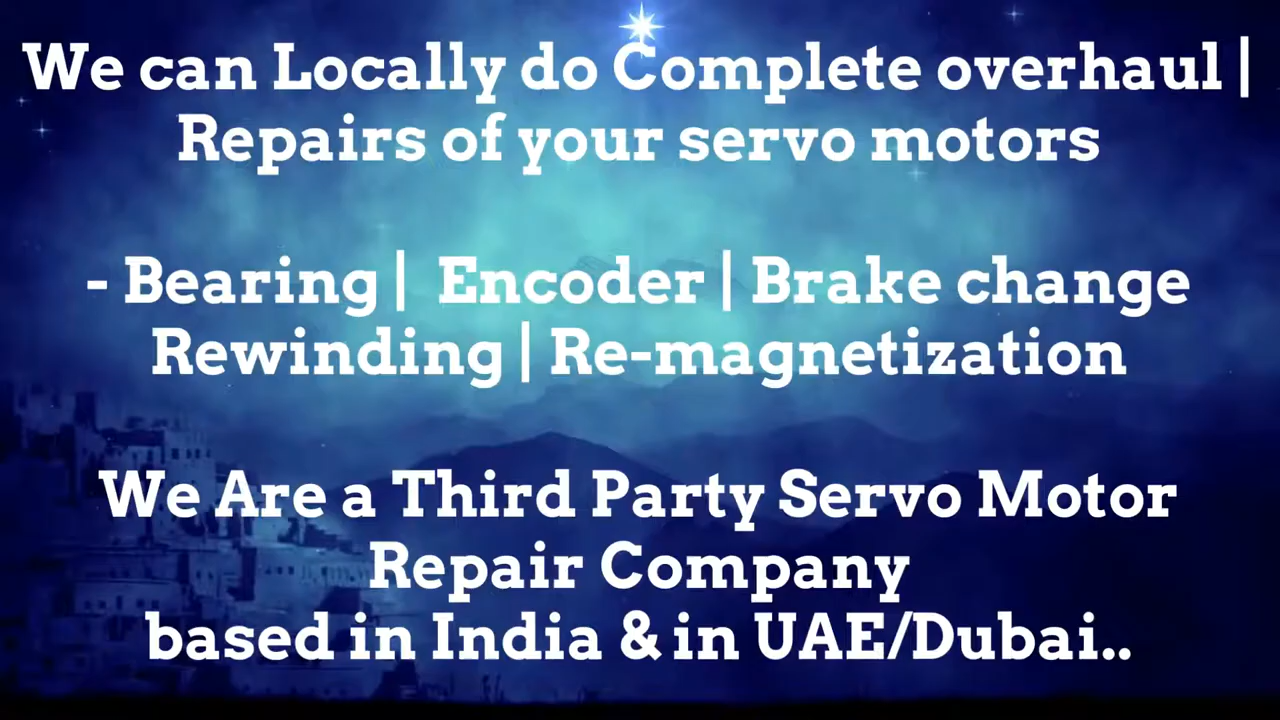 We can Locally do Complete overhaul |
Repairs of your servo motors
- Bearing | Encoder | Brake change
Rewinding | Re-magnetization
We Are a Third Party Servo Motor
Repair Company
based in India & in UAE/Dubai..